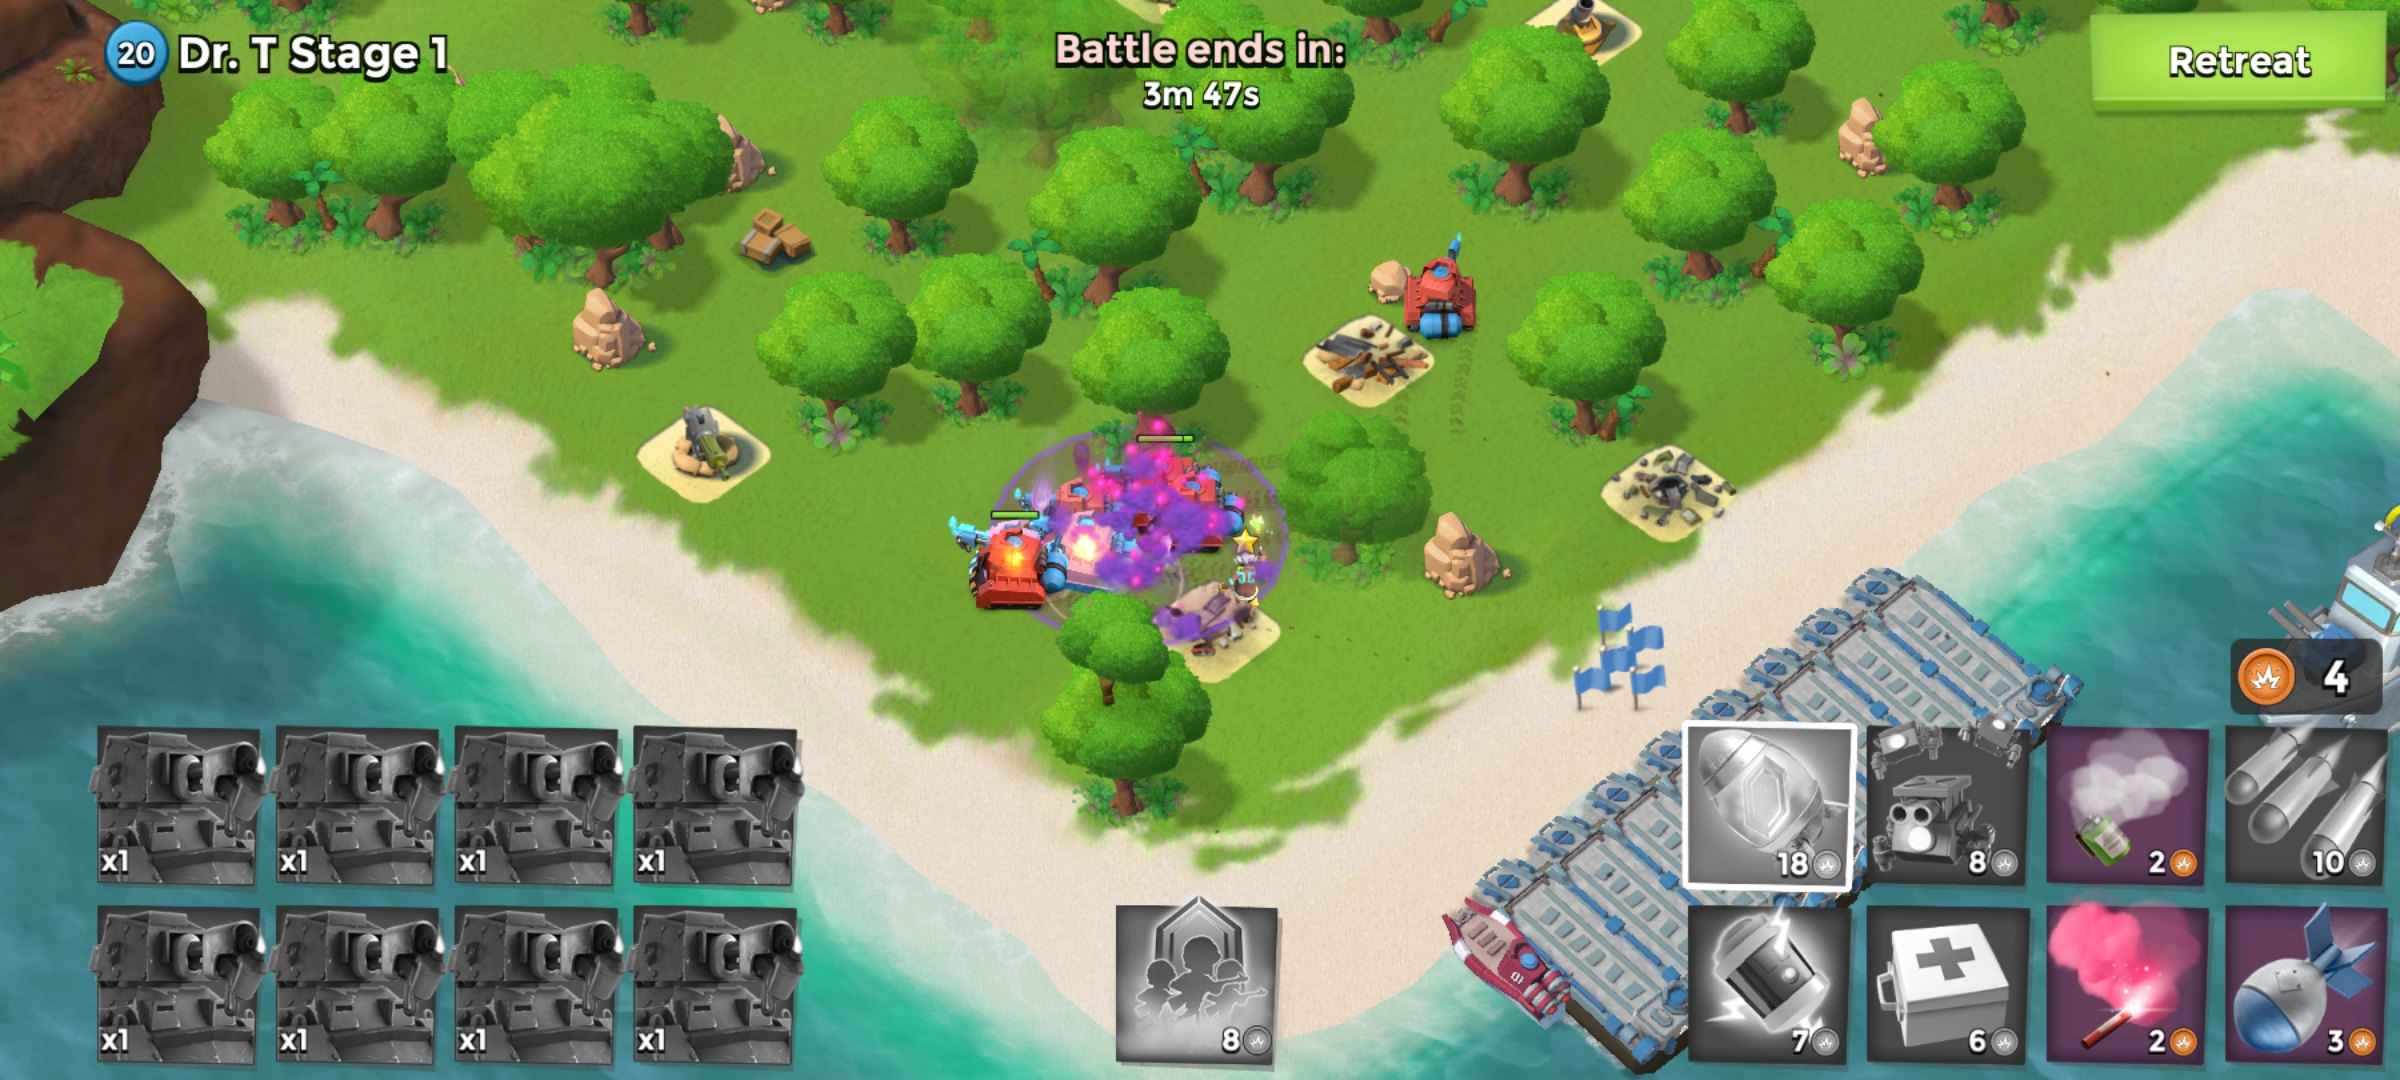 20 Dr. T Stage 1
Battle ends in:
3m 47s
Retreat
4
x1 x1 x1 x1
18 8 2 10
x1 x1 x1 x1
8
7 6 2 3